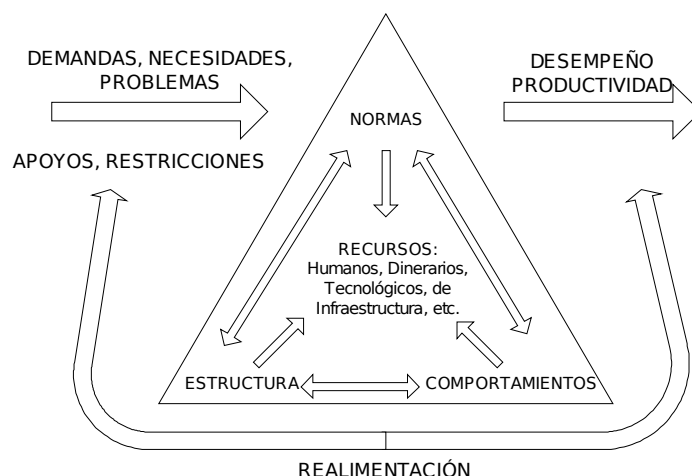 DEMANDAS, NECESIDADES,
PROBLEMAS
DESEMPEÑO
PRODUCTIVIDAD
NORMAS
APOYOS, RESTRICCIONES
RECURSOS:
Humanos, Dinerarios,
Tecnológicos, de
Infraestructura, etc.
ESTRUCTURA
COMPORTAMIENTOS
REALIMENTACIÓN